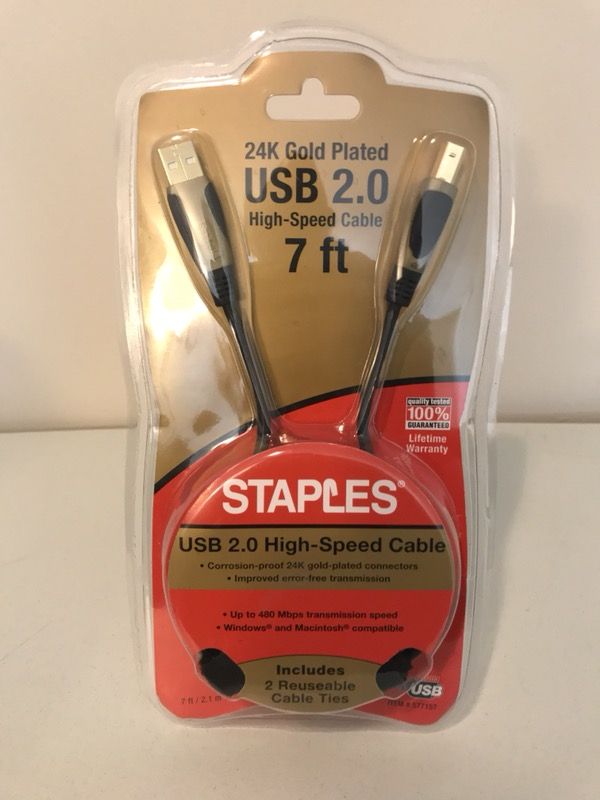 24K Gold Plated
USB 2.0
High-Speed Cable
7 ft
quality tested
100%
GUARANTEED
Lifetime
Warranty
STAPLES®
USB 2.0 High-Speed Cable
• Corrosion-proof 24K gold-plated connectors
• Improved error-free transmission
• Up to 480 Mbps transmission speed
• Windows® and Macintosh® compatible
Includes
2 Reuseable
Cable Ties
7 ft / 2.1 m
USB
ITEM # 577157